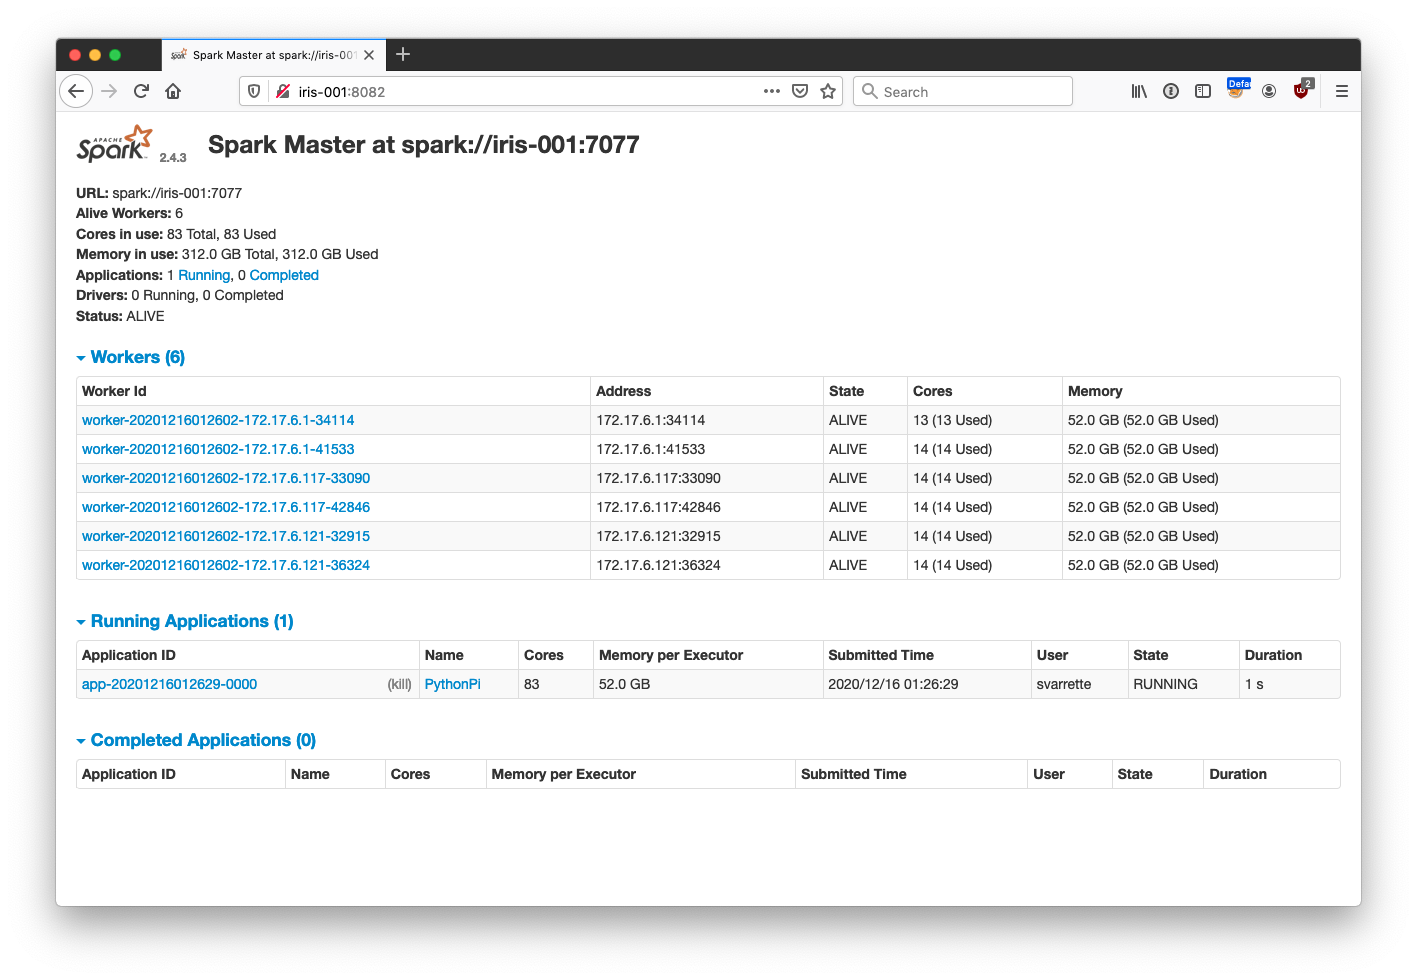 Spark Master at spark://iris-001
iris-001:8082
Search
Defau
2
APACHE
Spark 2.4.3
Spark Master at spark://iris-001:7077
URL: spark://iris-001:7077
Alive Workers: 6
Cores in use: 83 Total, 83 Used
Memory in use: 312.0 GB Total, 312.0 GB Used
Applications: 1 Running, 0 Completed
Drivers: 0 Running, 0 Completed
Status: ALIVE
Workers (6)
Worker Id Address State Cores Memory
worker-20201216012602-172.17.6.1-34114 172.17.6.1:34114 ALIVE 13 (13 Used) 52.0 GB (52.0 GB Used)
worker-20201216012602-172.17.6.1-41533 172.17.6.1:41533 ALIVE 14 (14 Used) 52.0 GB (52.0 GB Used)
worker-20201216012602-172.17.6.117-33090 172.17.6.117:33090 ALIVE 14 (14 Used) 52.0 GB (52.0 GB Used)
worker-20201216012602-172.17.6.117-42846 172.17.6.117:42846 ALIVE 14 (14 Used) 52.0 GB (52.0 GB Used)
worker-20201216012602-172.17.6.121-32915 172.17.6.121:32915 ALIVE 14 (14 Used) 52.0 GB (52.0 GB Used)
worker-20201216012602-172.17.6.121-36324 172.17.6.121:36324 ALIVE 14 (14 Used) 52.0 GB (52.0 GB Used)
Running Applications (1)
Application ID Name Cores Memory per Executor Submitted Time User State Duration
app-20201216012629-0000 (kill) PythonPi 83 52.0 GB 2020/12/16 01:26:29 svarrette RUNNING 1 s
Completed Applications (0)
Application ID Name Cores Memory per Executor Submitted Time User State Duration